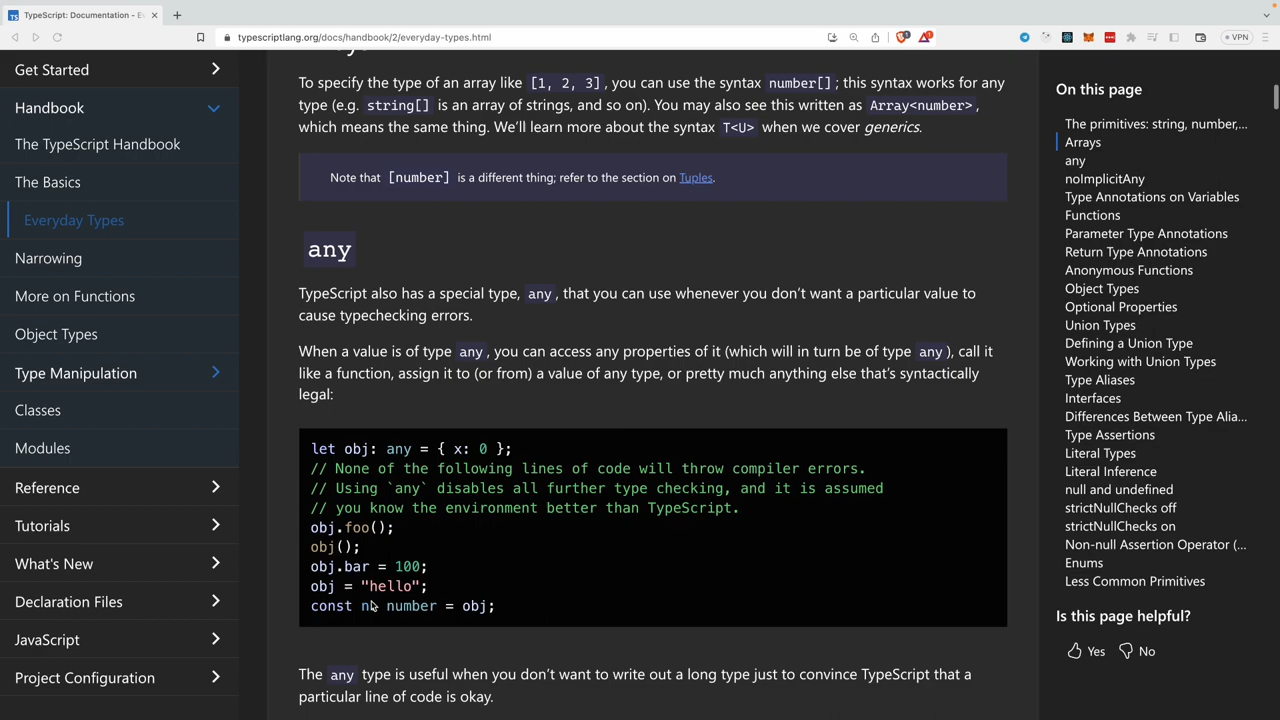 TypeScript: Documentation - Ev
typescriptlang.org/docs/handbook/2/everyday-types.html
1
VPN
Get Started
Handbook
The TypeScript Handbook
The Basics
Everyday Types
Narrowing
More on Functions
Object Types
Type Manipulation
Classes
Modules
Reference
Tutorials
What's New
Declaration Files
JavaScript
Project Configuration
To specify the type of an array like [1, 2, 3], you can use the syntax number[]; this syntax works for any
type (e.g. string[] is an array of strings, and so on). You may also see this written as Array<number>,
which means the same thing. We’ll learn more about the syntax T<U> when we cover generics.
Note that [number] is a different thing; refer to the section on Tuples.
any
TypeScript also has a special type, any, that you can use whenever you don’t want a particular value to
cause typechecking errors.
When a value is of type any, you can access any properties of it (which will in turn be of type any), call it
like a function, assign it to (or from) a value of any type, or pretty much anything else that’s syntactically
legal:
let obj: any = { x: 0 };
// None of the following lines of code will throw compiler errors.
// Using `any` disables all further type checking, and it is assumed
// you know the environment better than TypeScript.
obj.foo();
obj();
obj.bar = 100;
obj = "hello";
const n: number = obj;
The any type is useful when you don’t want to write out a long type just to convince TypeScript that a
particular line of code is okay.
On this page
The primitives: string, number,...
Arrays
any
noImplicitAny
Type Annotations on Variables
Functions
Parameter Type Annotations
Return Type Annotations
Anonymous Functions
Object Types
Optional Properties
Union Types
Defining a Union Type
Working with Union Types
Type Aliases
Interfaces
Differences Between Type Alia...
Type Assertions
Literal Types
Literal Inference
null and undefined
strictNullChecks off
strictNullChecks on
Non-null Assertion Operator (...
Enums
Less Common Primitives
Is this page helpful?
Yes No